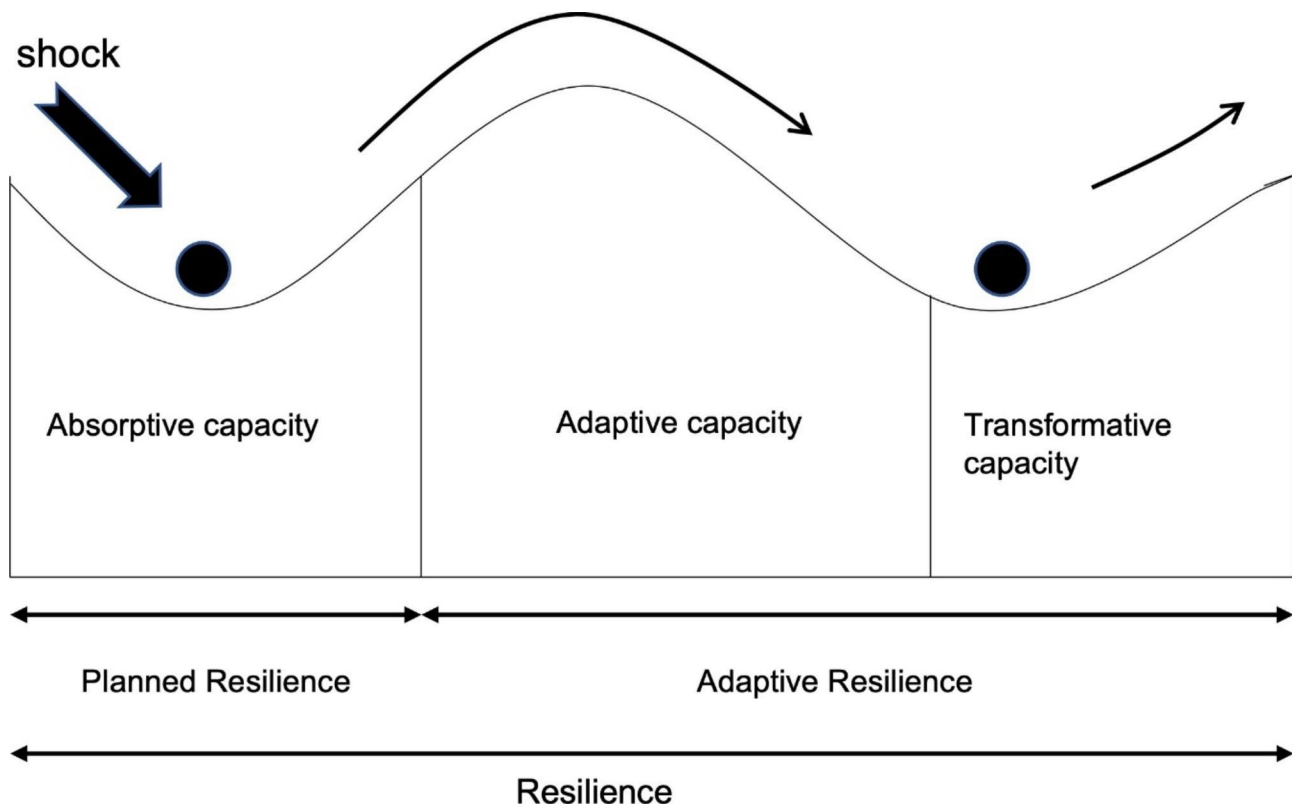 shock
Absorptive capacity
Adaptive capacity
Transformative
capacity
Planned Resilience
Adaptive Resilience
Resilience